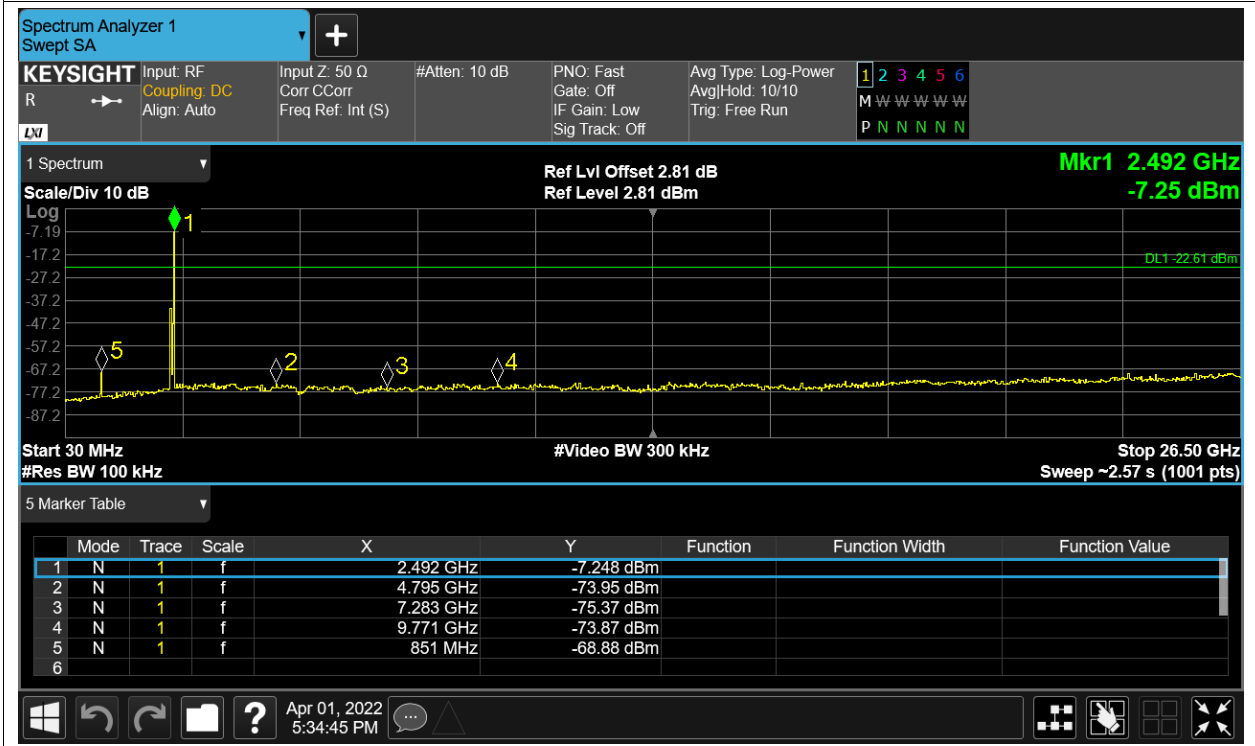 Spectrum Analyzer 1
Swept SA
+
KEYSIGHT Input: RF Input Z: 50 Ω #Atten: 10 dB PNO: Fast Avg Type: Log-Power 1 2 3 4 5 6
R Coupling: DC Corr CCorr Gate: Off Avg|Hold: 10/10 M W W W W W
Align: Auto Freq Ref: Int (S) IF Gain: Low Trig: Free Run
LXI Sig Track: Off P N N N N N
1 Spectrum Ref Lvl Offset 2.81 dB Mkr1 2.492 GHz
Scale/Div 10 dB Ref Level 2.81 dBm -7.25 dBm
Log
1
-7.19
-17.2
DL1 -22.61 dBm
-27.2
-37.2
-47.2
-57.2
5
2 3 4
-67.2
-77.2
-87.2
Start 30 MHz #Video BW 300 kHz Stop 26.50 GHz
#Res BW 100 kHz Sweep ~2.57 s (1001 pts)
5 Marker Table
Mode Trace Scale X Y Function Function Width Function Value
1 N 1 f 2.492 GHz -7.248 dBm
2 N 1 f 4.795 GHz -73.95 dBm
3 N 1 f 7.283 GHz -75.37 dBm
4 N 1 f 9.771 GHz -73.87 dBm
5 N 1 f 851 MHz -68.88 dBm
6
? Apr 01, 2022
5:34:45 PM